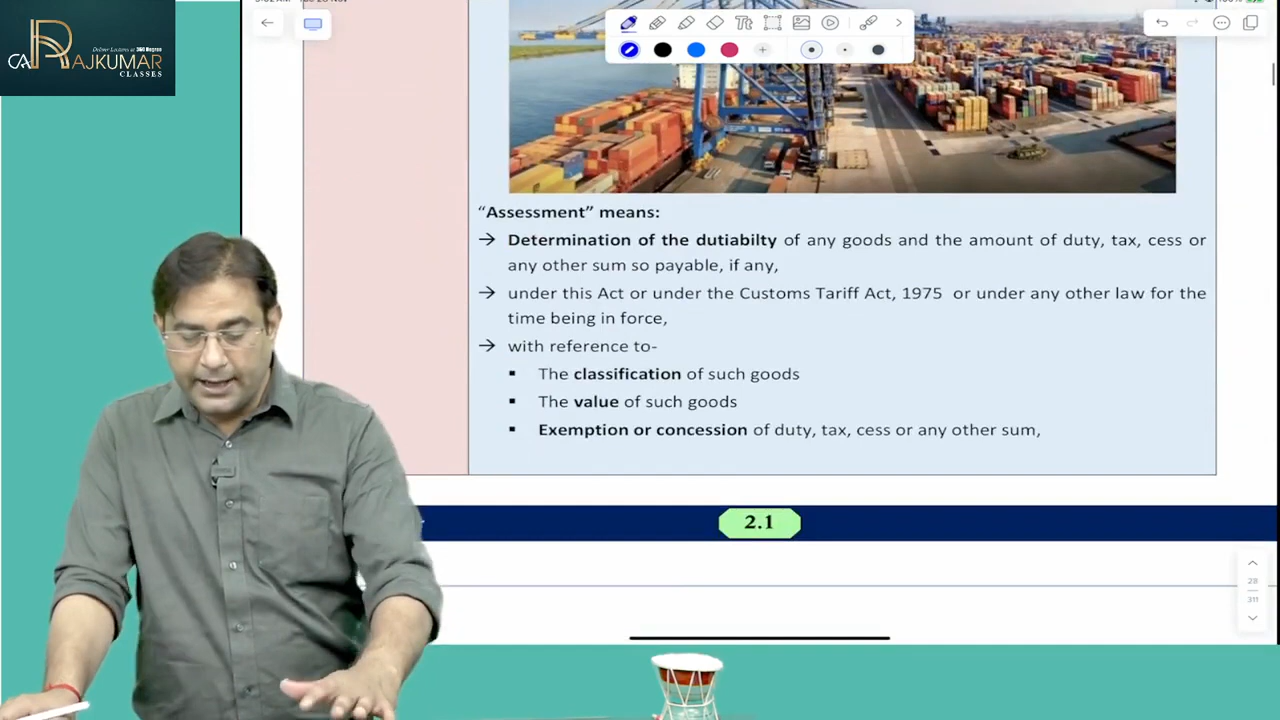 Deliver Lectures at 360 Degree
CA RAJKUMAR
CLASSES
Tt
“Assessment” means:
→ Determination of the dutiabilty of any goods and the amount of duty, tax, cess or
any other sum so payable, if any,
→ under this Act or under the Customs Tariff Act, 1975 or under any other law for the
time being in force,
→ with reference to-
▪ The classification of such goods
▪ The value of such goods
▪ Exemption or concession of duty, tax, cess or any other sum,
2.1
28
311